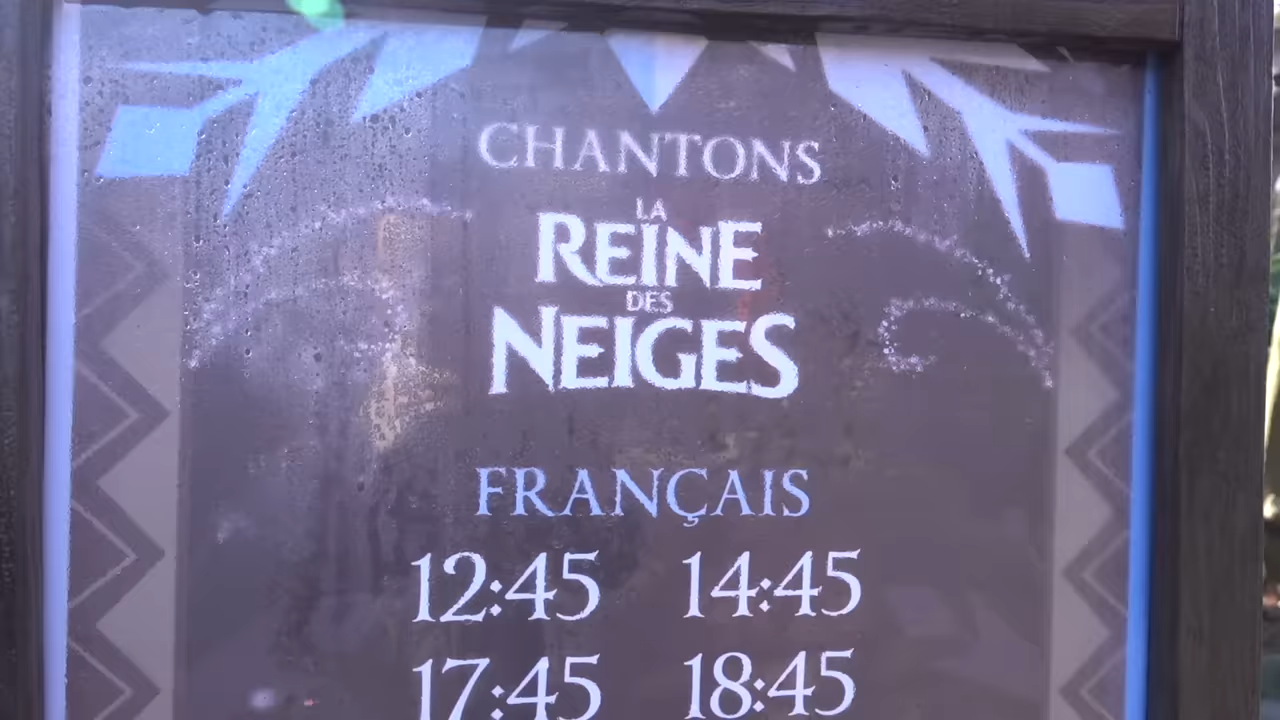 CHANTONS
LA
REINE
DES
NEIGES
FRANÇAIS
12:45 14:45
17:45 18:45